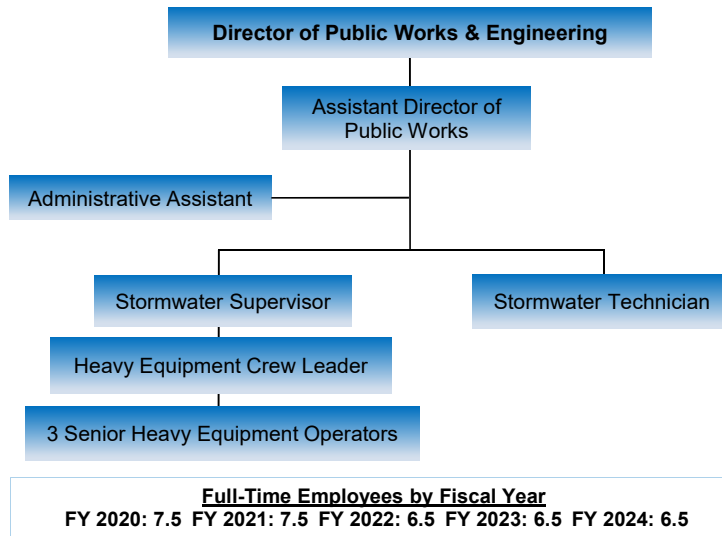 Director of Public Works & Engineering
Assistant Director of
Public Works
Administrative Assistant
Stormwater Supervisor
Stormwater Technician
Heavy Equipment Crew Leader
3 Senior Heavy Equipment Operators
Full-Time Employees by Fiscal Year
FY 2020: 7.5 FY 2021: 7.5 FY 2022: 6.5 FY 2023: 6.5 FY 2024: 6.5